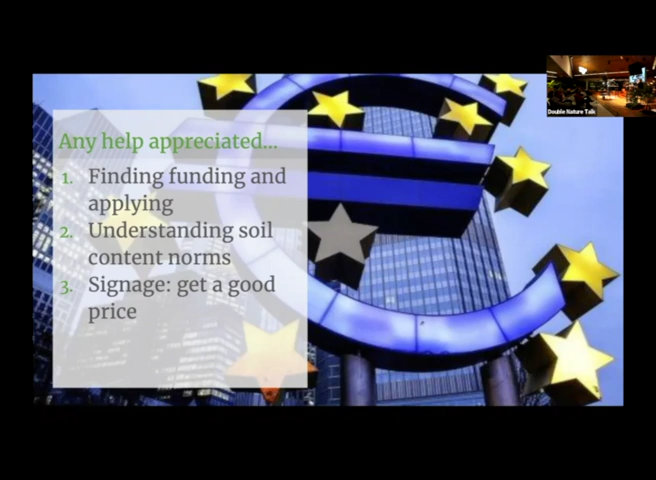 Any help appreciated...
1. Finding funding and
applying
2. Understanding soil
content norms
3. Signage: get a good
price
Double Nature Talk